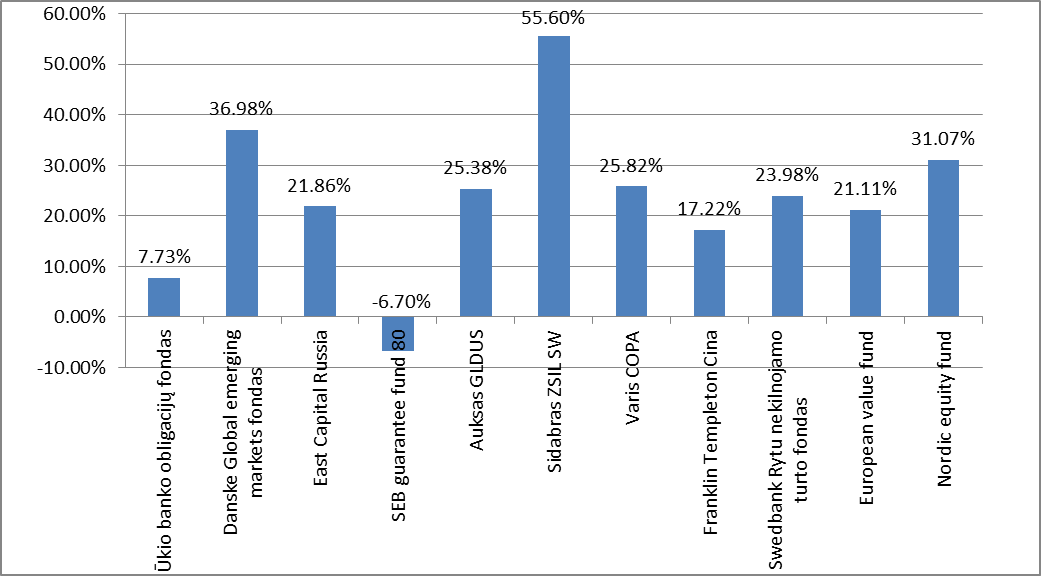 60.00%
50.00%
40.00%
30.00%
20.00%
10.00%
0.00%
-10.00%
7.73%
36.98%
21.86%
-6.70%
25.38%
55.60%
25.82%
17.22%
23.98%
21.11%
31.07%
Ūkio banko obligacijų fondas
Danske Global emerging
markets fondas
East Capital Russia
SEB guarantee fund 80
Auksas GLDUS
Sidabras ZSIL SW
Varis COPA
Franklin Templeton Cina
Swedbank Rytu nekilnojamo
turto fondas
European value fund
Nordic equity fund